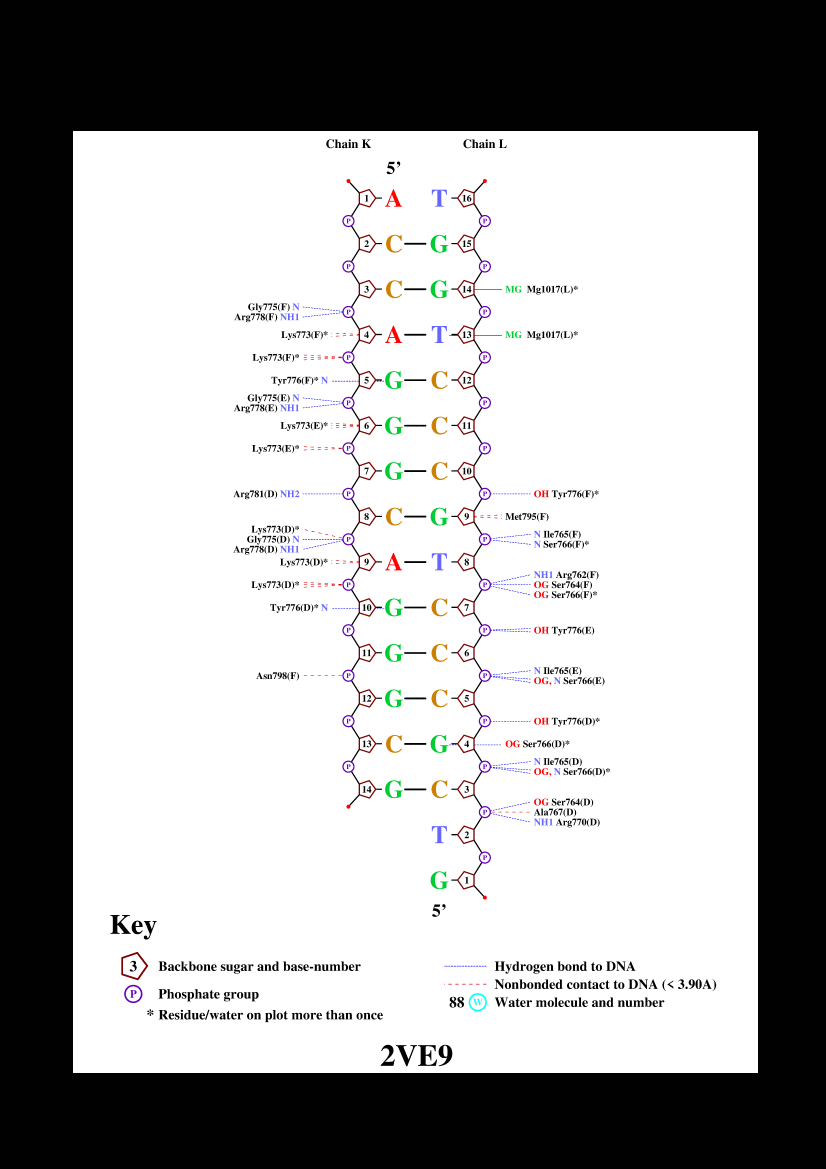 Chain K Chain L
5’
1 A T 16
P P
2 C G 15
P P
3 C G 14 MG Mg1017(L)*
Gly775(F) N P P
Arg778(F) NH1
Lys773(F)* 4 A T 13 MG Mg1017(L)*
Lys773(F)* P P
Tyr776(F)* N 5 G C 12
Gly775(E) N P P
Arg778(E) NH1
Lys773(E)* 6 G C 11
Lys773(E)* P P
7 G C 10
Arg781(D) NH2 P P OH Tyr776(F)*
8 C G 9 Met795(F)
Lys773(D)* N Ile765(F)
Gly775(D) N P P N Ser766(F)*
Arg778(D) NH1
Lys773(D)* 9 A T 8
NH1 Arg762(F)
Lys773(D)* P P OG Ser764(F)
OG Ser766(F)*
Tyr776(D)* N 10 G C 7
P P OH Tyr776(E)
11 G C 6
N Ile765(E)
Asn798(F) P P OG, N Ser766(E)
12 G C 5
P P OH Tyr776(D)*
13 C G 4 OG Ser766(D)*
N Ile765(D)
P P OG, N Ser766(D)*
14 G C 3
OG Ser764(D)
P Ala767(D)
NH1 Arg770(D)
T 2
P
G 1
5’
Key
3 Backbone sugar and base-number
P Phosphate group
* Residue/water on plot more than once
Hydrogen bond to DNA
Nonbonded contact to DNA (< 3.90A)
88 W Water molecule and number
2VE9